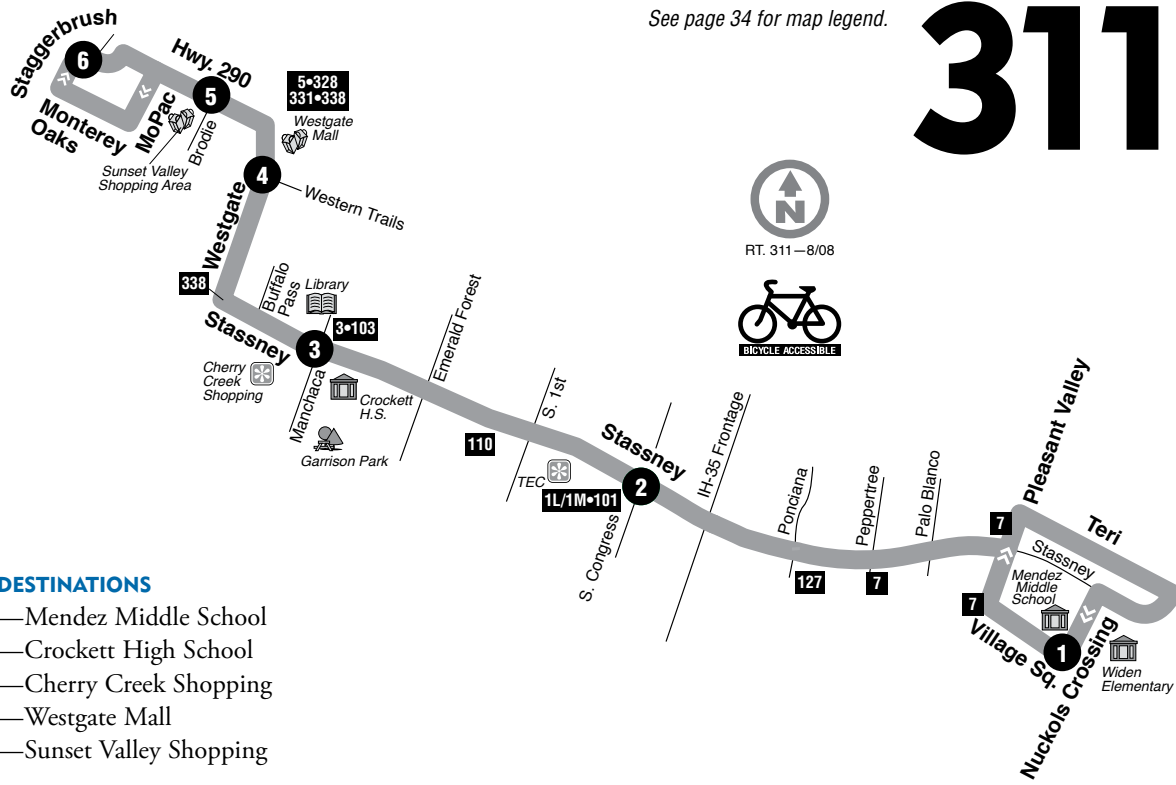 See page 34 for map legend.
311
Staggerbrush
6
Hwy. 290
5
5•328
331•338
Westgate
Mall
MoPac
Monterey
Oaks
Brodie
Sunset Valley
Shopping Area
4
Western Trails
Westgate
N
RT. 311—8/08
BICYCLE ACCESSIBLE
338
Buffalo
Pass
Library
3•103
Stassney
3
Emerald Forest
Cherry
Creek
Shopping
Manchaca
Crockett
H.S.
Garrison Park
110
S. 1st
Stassney
TEC
1L/1M•101
2
S. Congress
IH-35 Frontage
Ponciana
127
Peppertree
7
Palo Blanco
Pleasant Valley
7
Teri
Stassney
Mendez
Middle
School
7
Village Sq.
1
Nuckols Crossing
Widen
Elementary
DESTINATIONS
—Mendez Middle School
—Crockett High School
—Cherry Creek Shopping
—Westgate Mall
—Sunset Valley Shopping